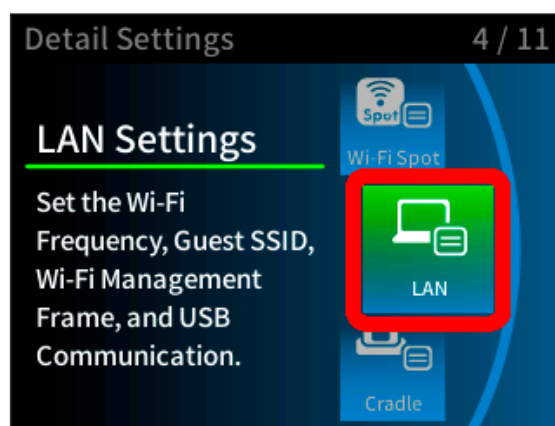 Detail Settings 4 / 11
LAN Settings
Set the Wi-Fi
Frequency, Guest SSID,
Wi-Fi Management
Frame, and USB
Communication.
Spot
Wi-Fi Spot
LAN
Cradle